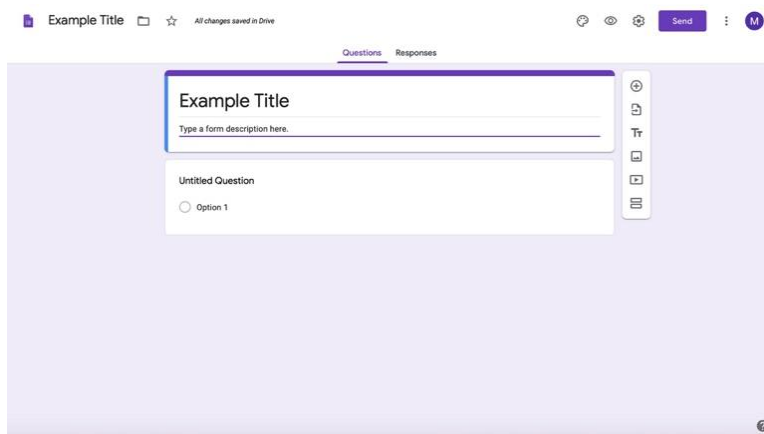 Example Title
All changes saved in Drive
Send
M
Questions Responses
Example Title
Type a form description here.
Tт
Untitled Question
Option 1